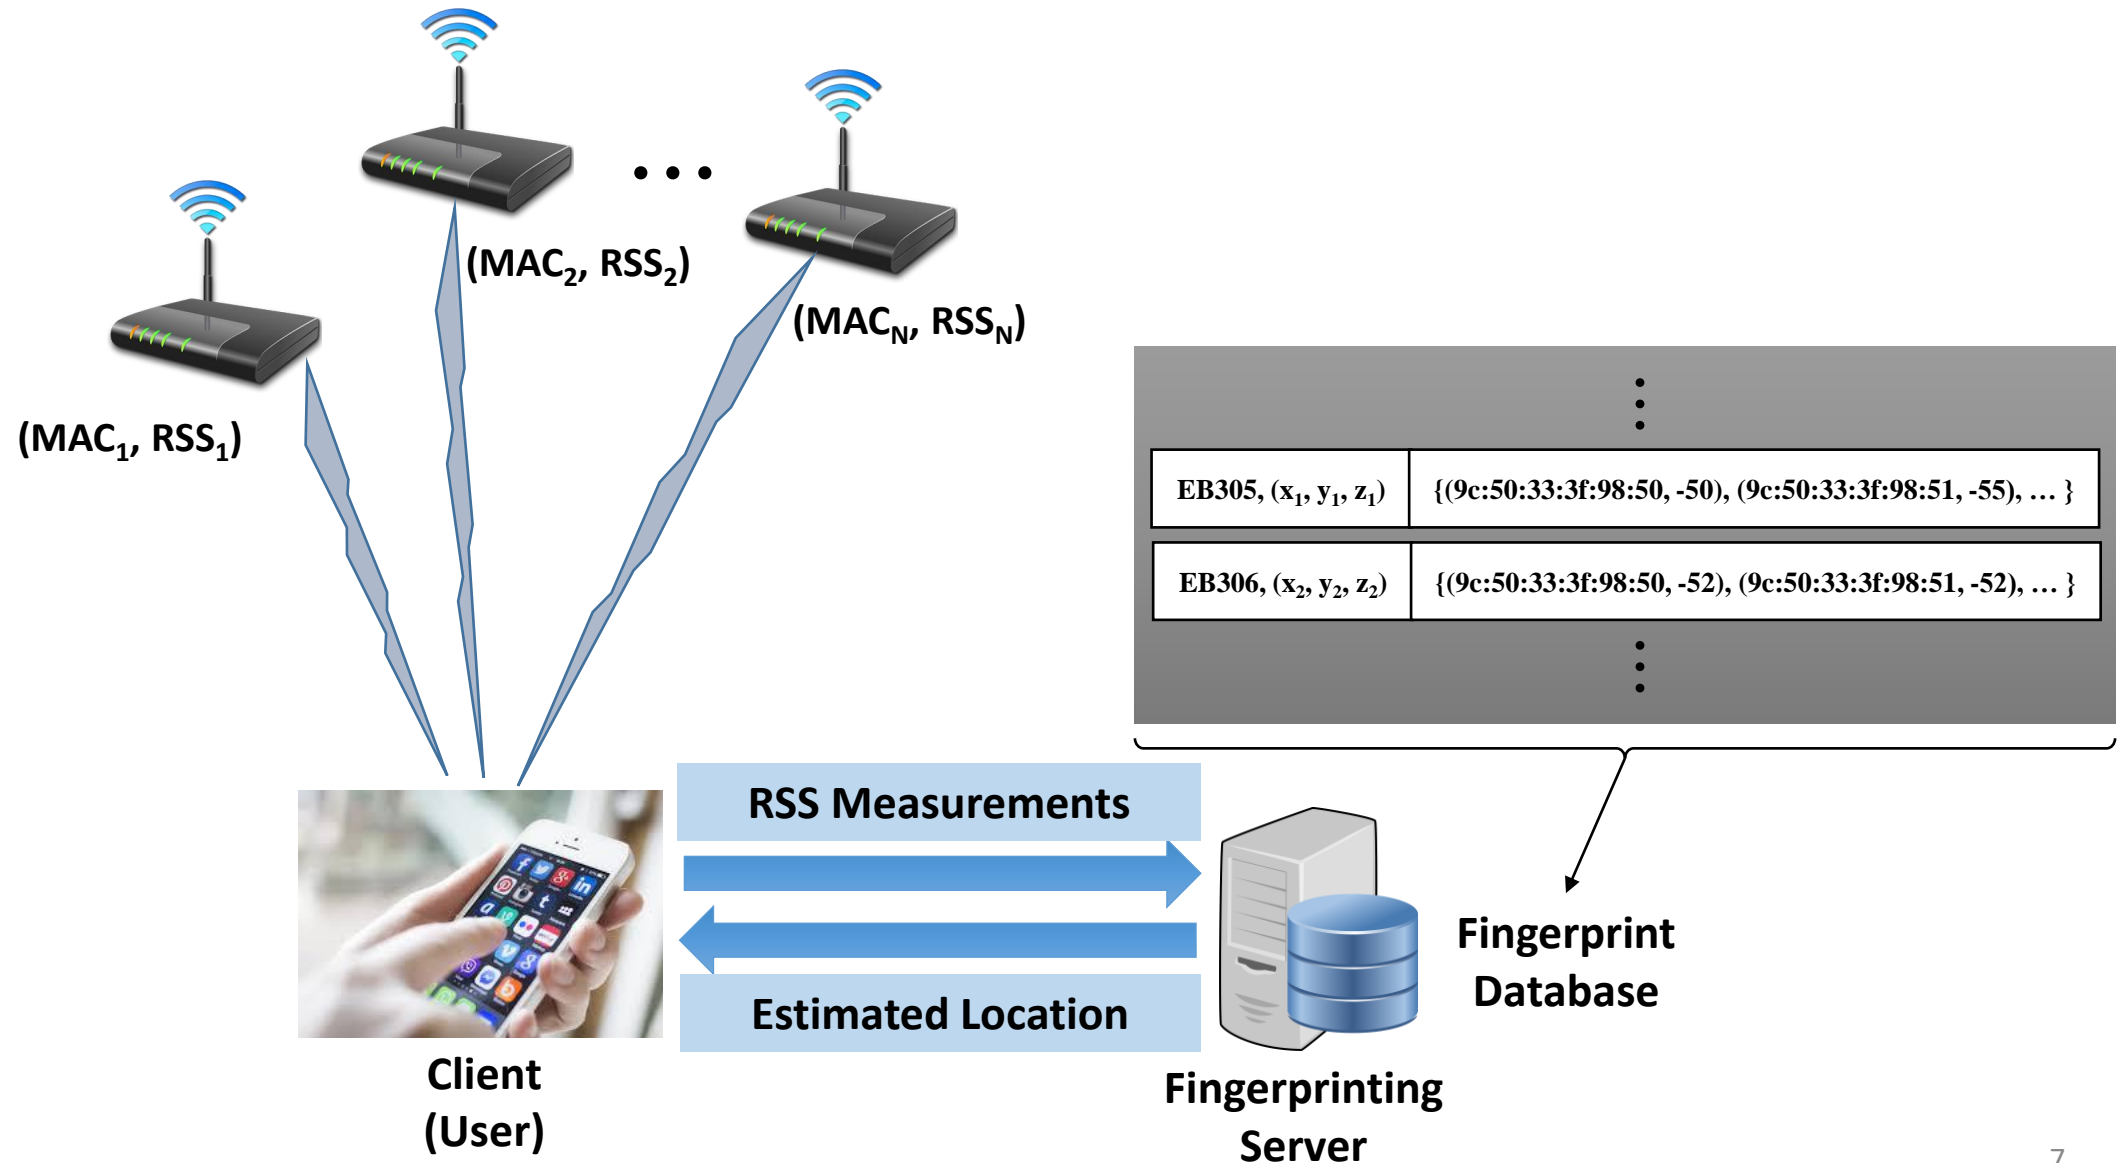 (MAC₂, RSS₂)
(MAC_N, RSS_N)
(MAC₁, RSS₁)
EB305, (x₁, y₁, z₁) {(9c:50:33:3f:98:50, -50), (9c:50:33:3f:98:51, -55), … }
EB306, (x₂, y₂, z₂) {(9c:50:33:3f:98:50, -52), (9c:50:33:3f:98:51, -52), … }
RSS Measurements
Estimated Location
Fingerprint
Database
Client
(User)
Fingerprinting
Server
7